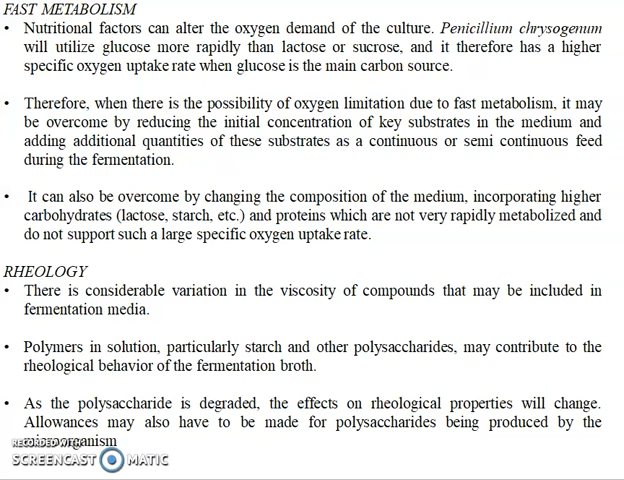 FAST METABOLISM
• Nutritional factors can alter the oxygen demand of the culture. Penicillium chrysogenum
will utilize glucose more rapidly than lactose or sucrose, and it therefore has a higher
specific oxygen uptake rate when glucose is the main carbon source.
• Therefore, when there is the possibility of oxygen limitation due to fast metabolism, it may
be overcome by reducing the initial concentration of key substrates in the medium and
adding additional quantities of these substrates as a continuous or semi continuous feed
during the fermentation.
• It can also be overcome by changing the composition of the medium, incorporating higher
carbohydrates (lactose, starch, etc.) and proteins which are not very rapidly metabolized and
do not support such a large specific oxygen uptake rate.
RHEOLOGY
• There is considerable variation in the viscosity of compounds that may be included in
fermentation media.
• Polymers in solution, particularly starch and other polysaccharides, may contribute to the
rheological behavior of the fermentation broth.
• As the polysaccharide is degraded, the effects on rheological properties will change.
Allowances may also have to be made for polysaccharides being produced by the
microorganism
RECORDED WITH
SCREENCAST MATIC